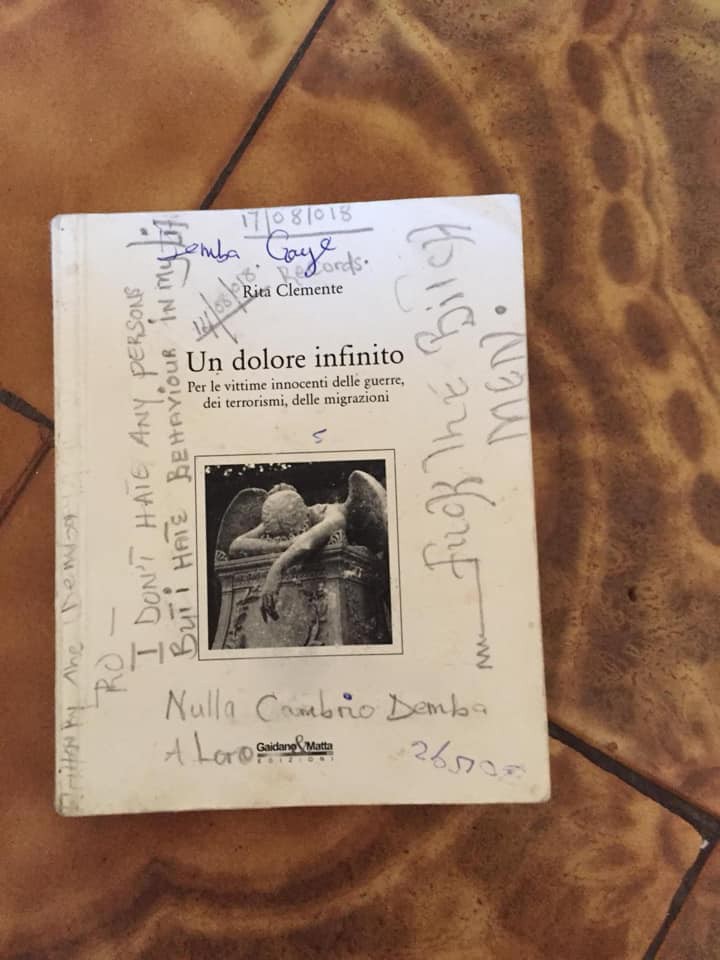 17/08/018
Demba Gaye
16/08/018. Records.
Rita Clemente
Un dolore infinito
Per le vittime innocenti delle guerre,
dei terrorismi, delle migrazioni
5
I DON'T HATE ANY PERSONS
BUT I HATE BEHAVIOUR IN MY
RO -
Written by The Demba
Fuck The Bitch
MEN.
Nulla Cambrio Demba
A Loro
Gaidano&Matta
EDIZIONI